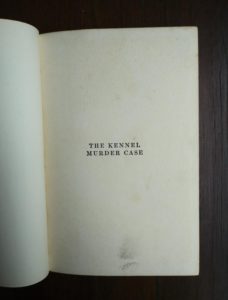 THE KENNEL
MURDER CASE